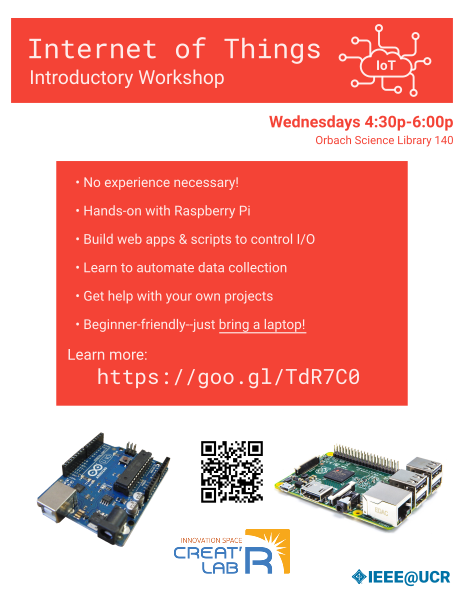 Internet of Things
Introductory Workshop
IoT
Wednesdays 4:30p-6:00p
Orbach Science Library 140
• No experience necessary!
• Hands-on with Raspberry Pi
• Build web apps & scripts to control I/O
• Learn to automate data collection
• Get help with your own projects
• Beginner-friendly--just bring a laptop!
Learn more:
https://goo.gl/TdR7C0
INNOVATION SPACE
CREAT'R
LAB
IEEE@UCR